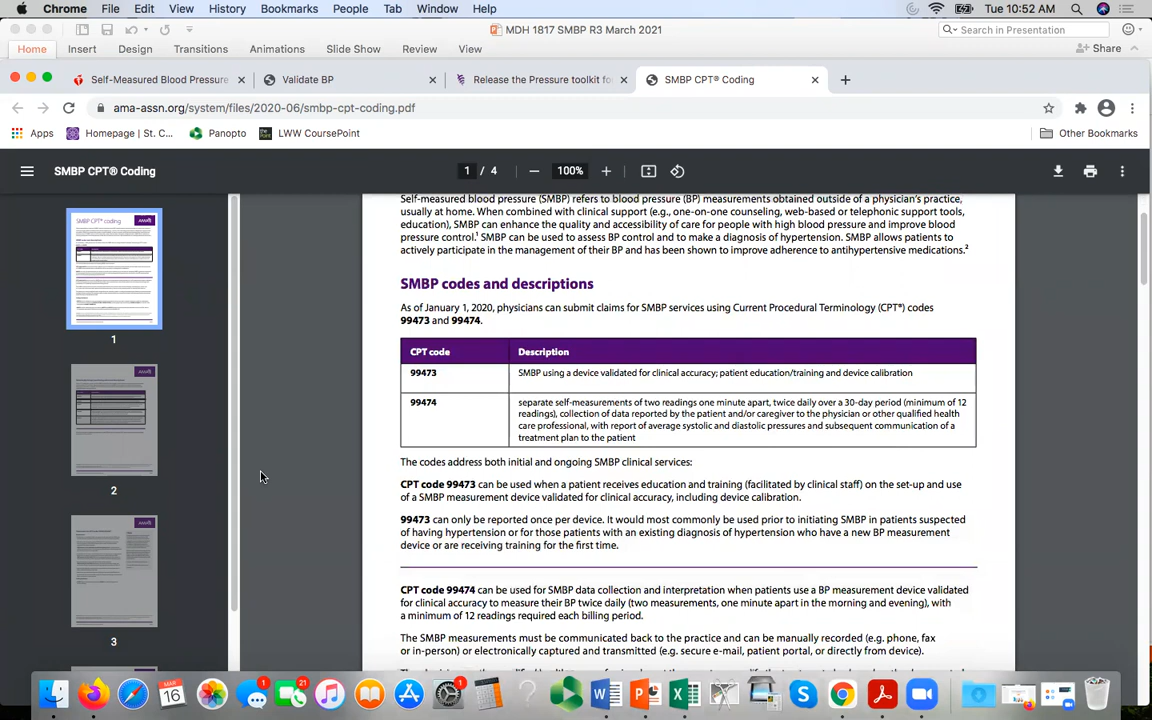 Chrome File Edit View History Bookmarks People Tab Window Help Tue 10:52 AM
MDH 1817 SMBP R3 March 2021 Search in Presentation
Home Insert Design Transitions Animations Slide Show Review View Share
Self-Measured Blood Pressure Validate BP Release the Pressure toolkit fo SMBP CPT® Coding
ama-assn.org/system/files/2020-06/smbp-cpt-coding.pdf
Apps Homepage | St. C... Panopto LWW CoursePoint Other Bookmarks
SMBP CPT® Coding 1 / 4 100%
Self-measured blood pressure (SMBP) refers to blood pressure (BP) measurements obtained outside of a physician's practice,
usually at home. When combined with clinical support (e.g., one-on-one counseling, web-based or telephonic support tools,
education), SMBP can enhance the quality and accessibility of care for people with high blood pressure and improve blood
pressure control.¹ SMBP can be used to assess BP control and to make a diagnosis of hypertension. SMBP allows patients to
actively participate in the management of their BP and has been shown to improve adherence to antihypertensive medications.²
SMBP codes and descriptions
As of January 1, 2020, physicians can submit claims for SMBP services using Current Procedural Terminology (CPT®) codes
99473 and 99474.
CPT code Description
99473 SMBP using a device validated for clinical accuracy; patient education/training and device calibration
99474 separate self-measurements of two readings one minute apart, twice daily over a 30-day period (minimum of 12
readings), collection of data reported by the patient and/or caregiver to the physician or other qualified health
care professional, with report of average systolic and diastolic pressures and subsequent communication of a
treatment plan to the patient
The codes address both initial and ongoing SMBP clinical services:
CPT code 99473 can be used when a patient receives education and training (facilitated by clinical staff) on the set-up and use
of a SMBP measurement device validated for clinical accuracy, including device calibration.
99473 can only be reported once per device. It would most commonly be used prior to initiating SMBP in patients suspected
of having hypertension or for those patients with an existing diagnosis of hypertension who have a new BP measurement
device or are receiving training for the first time.
CPT code 99474 can be used for SMBP data collection and interpretation when patients use a BP measurement device validated
for clinical accuracy to measure their BP twice daily (two measurements, one minute apart in the morning and evening), with
a minimum of 12 readings required each billing period.
The SMBP measurements must be communicated back to the practice and can be manually recorded (e.g. phone, fax
or in-person) or electronically captured and transmitted (e.g. secure e-mail, patient portal, or directly from device).
1
2
3
MAR
16
1
21
1